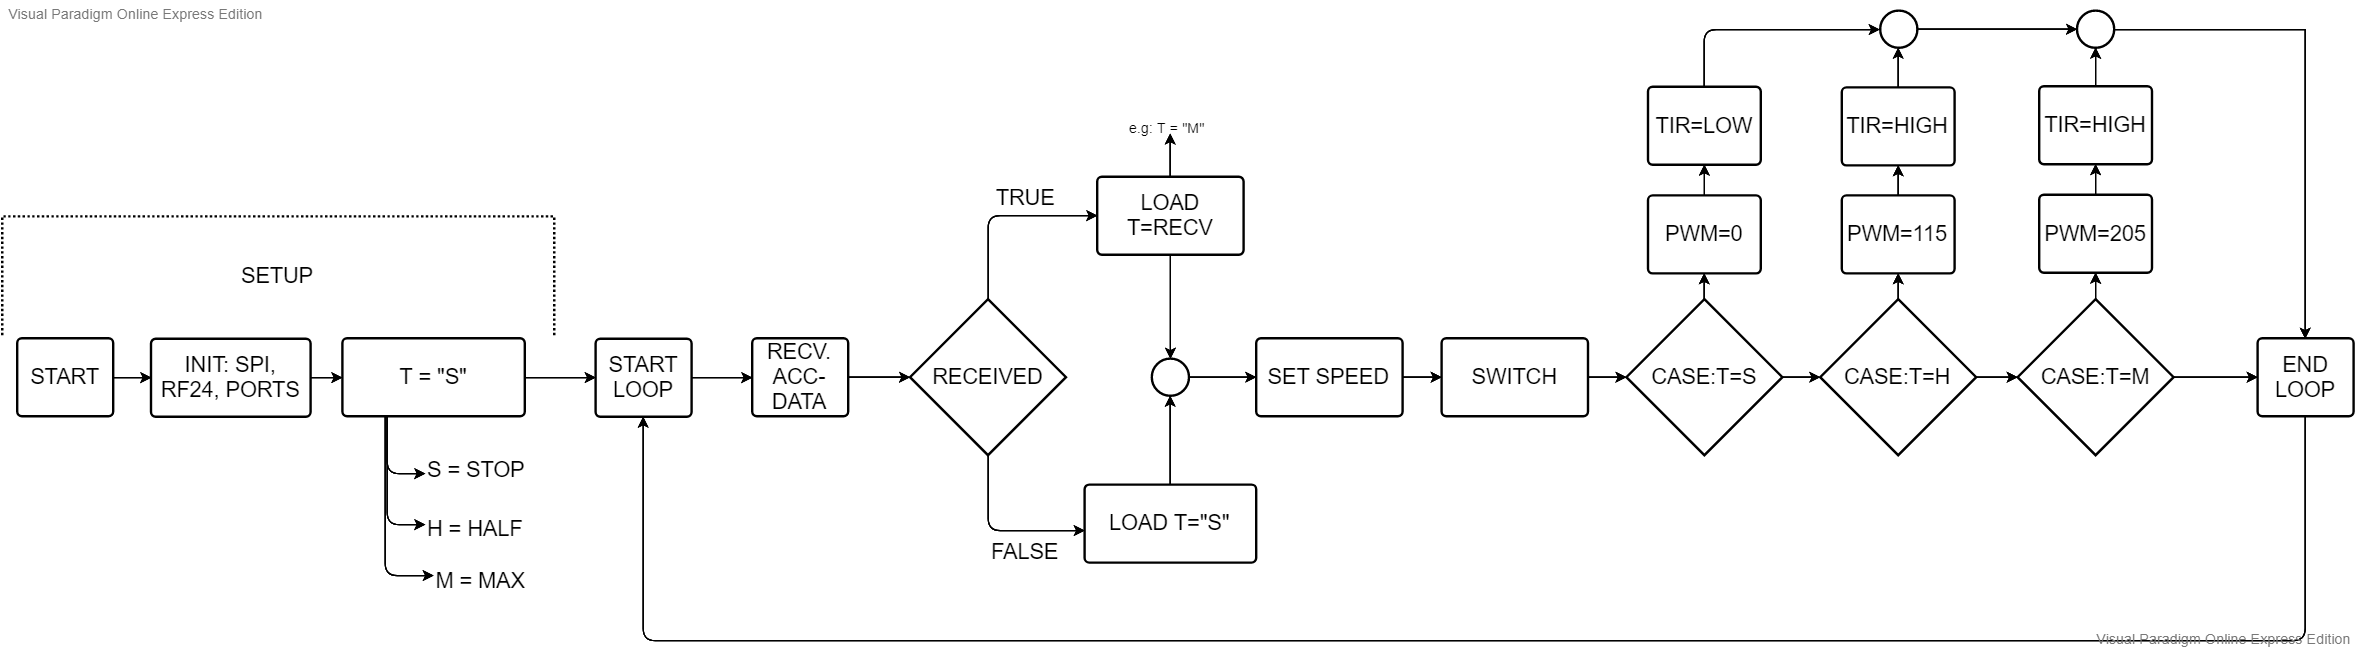 Visual Paradigm Online Express Edition
SETUP
START
INIT: SPI,
RF24, PORTS
T = "S"
S = STOP
H = HALF
M = MAX
START
LOOP
RECV.
ACC-
DATA
RECEIVED
TRUE
e.g: T = "M"
LOAD
T=RECV
FALSE
LOAD T="S"
SET SPEED
SWITCH
CASE:T=S
PWM=0
TIR=LOW
CASE:T=H
PWM=115
TIR=HIGH
CASE:T=M
PWM=205
TIR=HIGH
END
LOOP
Visual Paradigm Online Express Edition